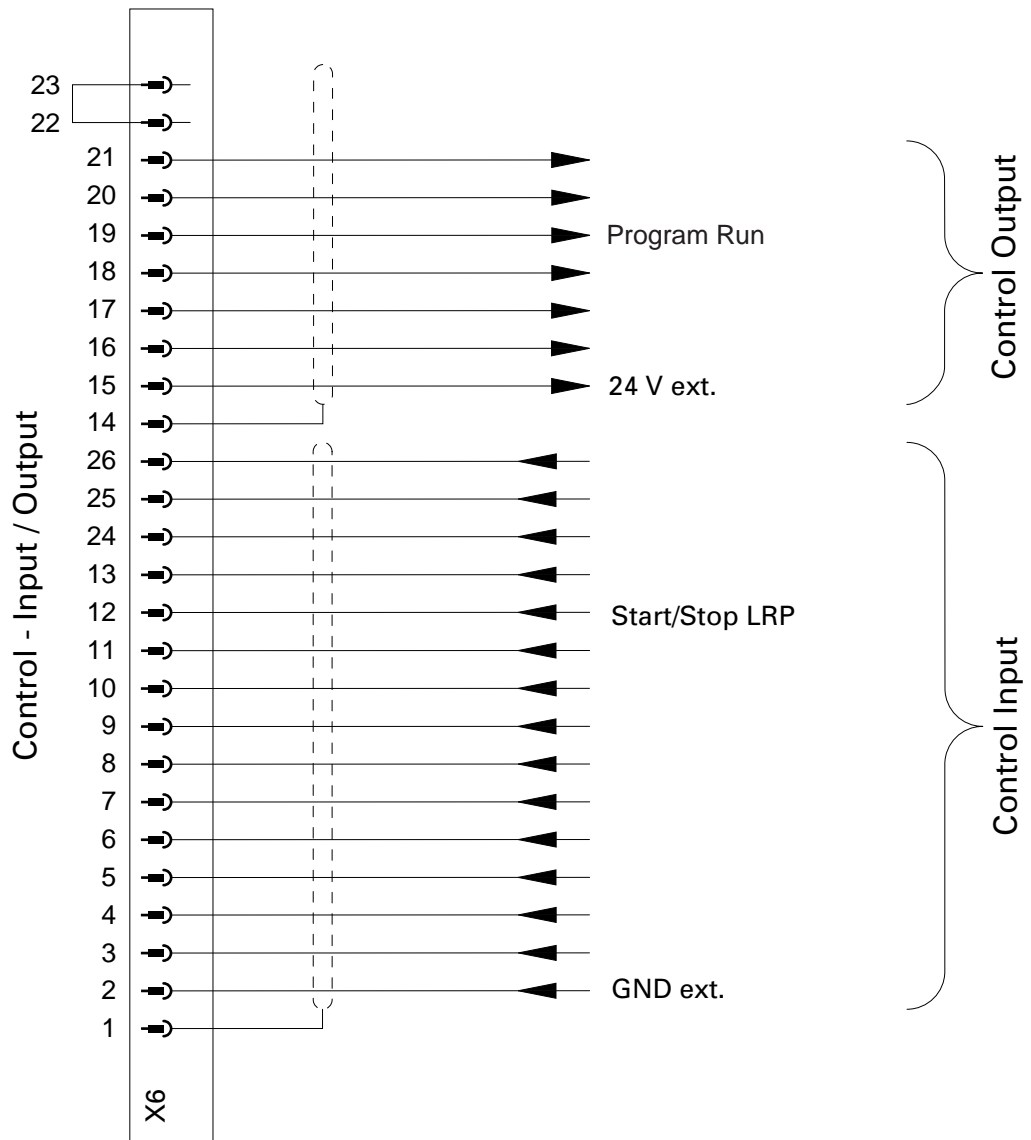 23
22
21
20
19 Program Run
18
17
16
15 24 V ext.
14
26
25
24
13
12 Start/Stop LRP
11
10
9
8
7
6
5
4
3
2 GND ext.
1
X6
Control - Input / Output
Control Output
Control Input